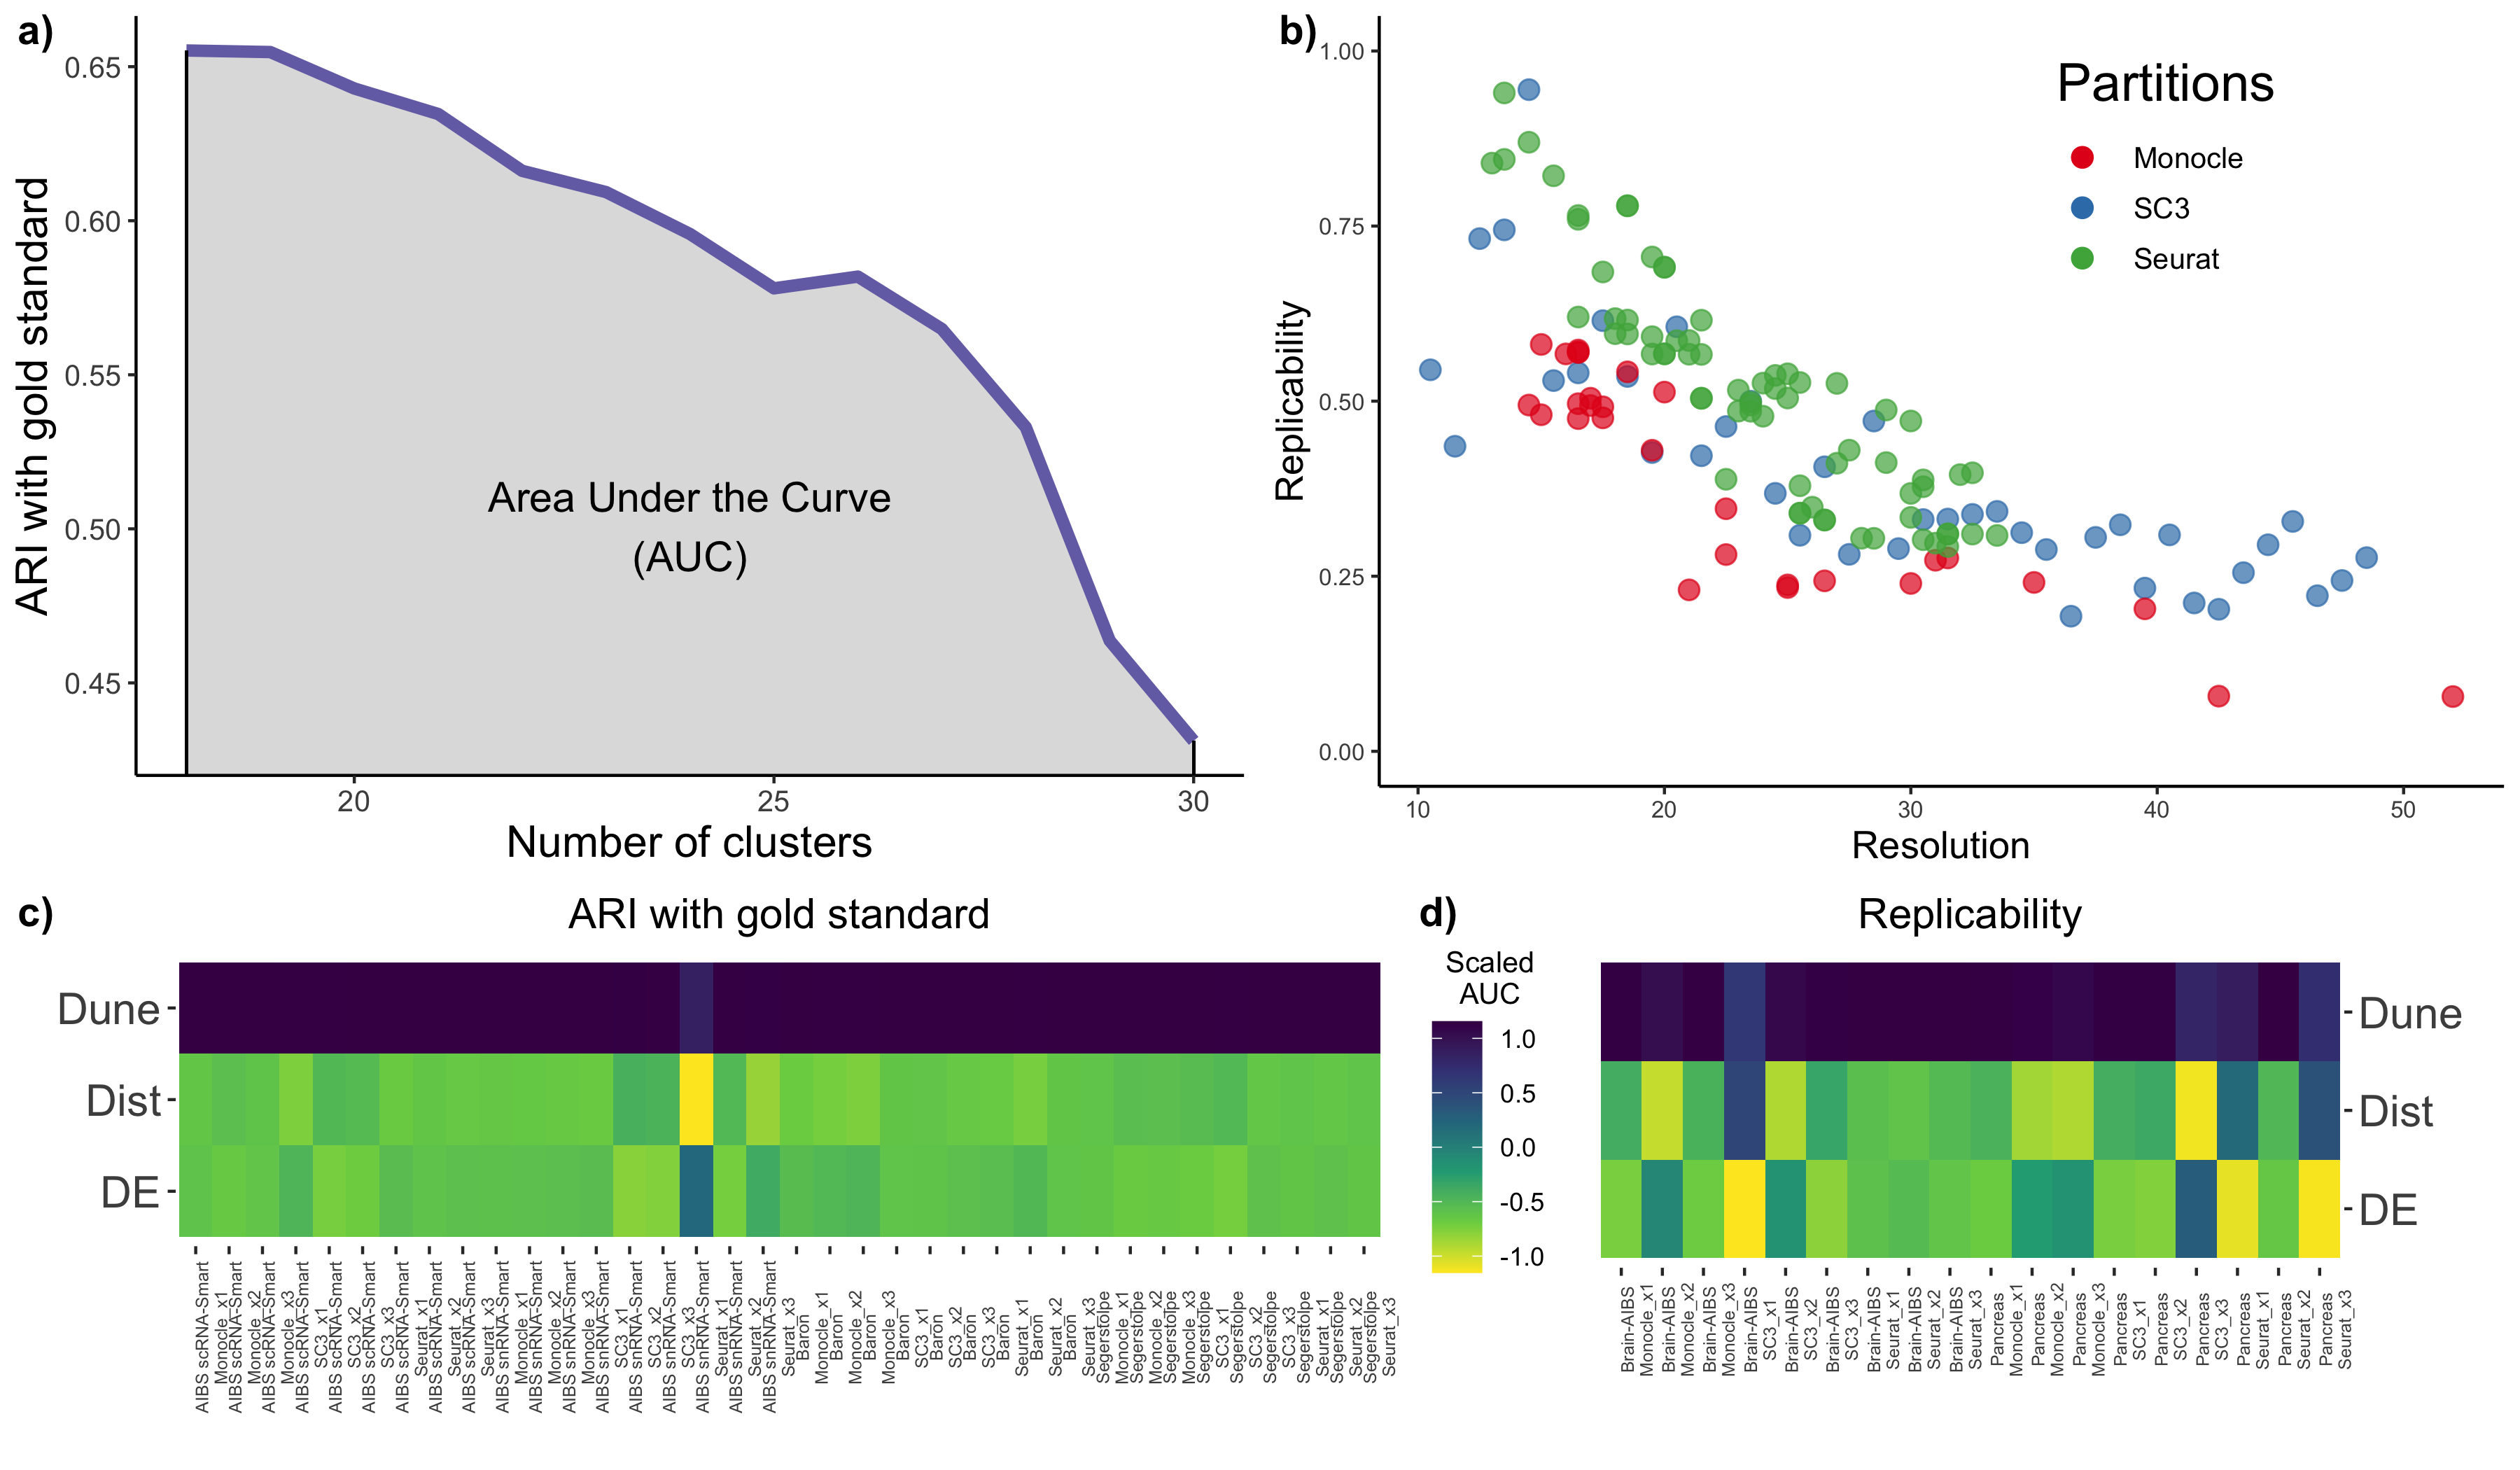 a)
0.65
0.60
0.55
0.50
0.45
ARI with gold standard
Area Under the Curve
(AUC)
20
25
30
Number of clusters
b)
1.00
0.75
0.50
0.25
0.00
Replicability
Partitions
Monocle
SC3
Seurat
10
20
30
40
50
Resolution
c)
ARI with gold standard
Dune
Dist
DE
AIBS scRNA-Smart
Monocle_x1
AIBS scRNA-Smart
Monocle_x2
AIBS scRNA-Smart
Monocle_x3
AIBS scRNA-Smart
SC3_x1
AIBS scRNA-Smart
SC3_x2
AIBS scRNA-Smart
SC3_x3
AIBS scRNA-Smart
Seurat_x1
AIBS scRNA-Smart
Seurat_x2
AIBS scRNA-Smart
Seurat_x3
AIBS snRNA-Smart
Monocle_x1
AIBS snRNA-Smart
Monocle_x2
AIBS snRNA-Smart
Monocle_x3
AIBS snRNA-Smart
SC3_x1
AIBS snRNA-Smart
SC3_x2
AIBS snRNA-Smart
SC3_x3
AIBS snRNA-Smart
Seurat_x1
AIBS snRNA-Smart
Seurat_x2
AIBS snRNA-Smart
Seurat_x3
Baron
Monocle_x1
Baron
Monocle_x2
Baron
Monocle_x3
Baron
SC3_x1
Baron
SC3_x2
Baron
SC3_x3
Baron
Seurat_x1
Baron
Seurat_x2
Baron
Seurat_x3
Segerstolpe
Monocle_x1
Segerstolpe
Monocle_x2
Segerstolpe
Monocle_x3
Segerstolpe
SC3_x1
Segerstolpe
SC3_x2
Segerstolpe
SC3_x3
Segerstolpe
Seurat_x1
Segerstolpe
Seurat_x2
Segerstolpe
Seurat_x3
d)
Scaled
AUC
1.0
0.5
0.0
-0.5
-1.0
Replicability
Dune
Dist
DE
Brain-AIBS
Monocle_x1
Brain-AIBS
Monocle_x2
Brain-AIBS
Monocle_x3
Brain-AIBS
SC3_x1
Brain-AIBS
SC3_x2
Brain-AIBS
SC3_x3
Brain-AIBS
Seurat_x1
Brain-AIBS
Seurat_x2
Brain-AIBS
Seurat_x3
Pancreas
Monocle_x1
Pancreas
Monocle_x2
Pancreas
Monocle_x3
Pancreas
SC3_x1
Pancreas
SC3_x2
Pancreas
SC3_x3
Pancreas
Seurat_x1
Pancreas
Seurat_x2
Pancreas
Seurat_x3